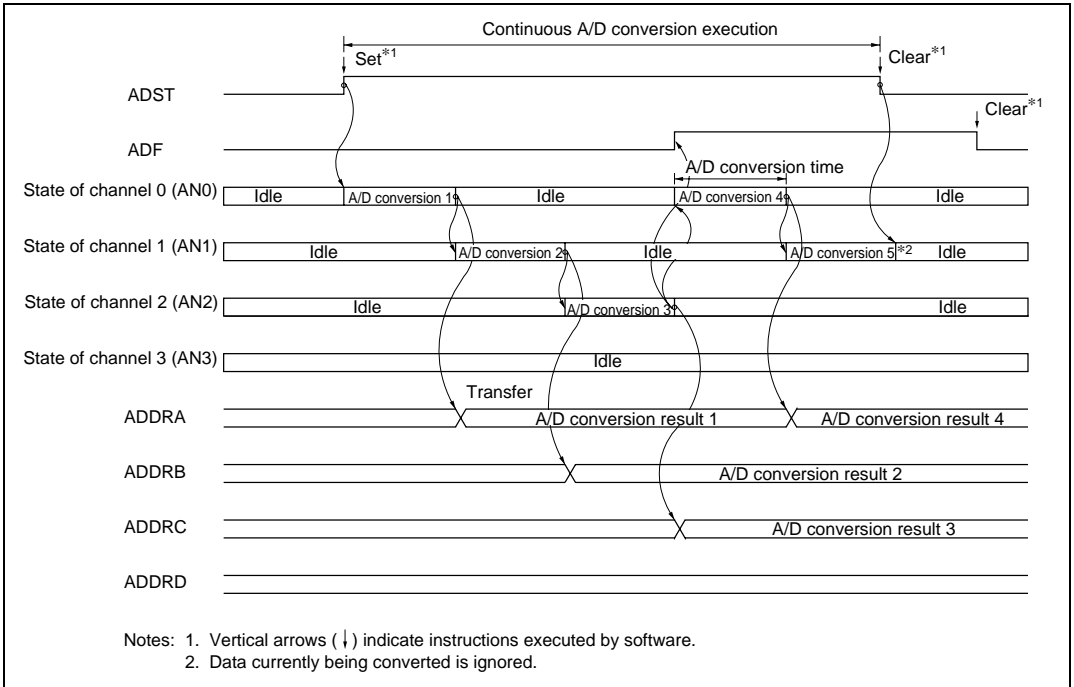 Continuous A/D conversion execution
Set*1 Clear*1
ADST
Clear*1
ADF
A/D conversion time
State of channel 0 (AN0) Idle A/D conversion 1 Idle A/D conversion 4 Idle
State of channel 1 (AN1) Idle A/D conversion 2 Idle A/D conversion 5 *2 Idle
State of channel 2 (AN2) Idle A/D conversion 3 Idle
State of channel 3 (AN3) Idle
Transfer
ADDRA A/D conversion result 1 A/D conversion result 4
ADDRB A/D conversion result 2
ADDRC A/D conversion result 3
ADDRD
Notes: 1. Vertical arrows (↓) indicate instructions executed by software.
2. Data currently being converted is ignored.